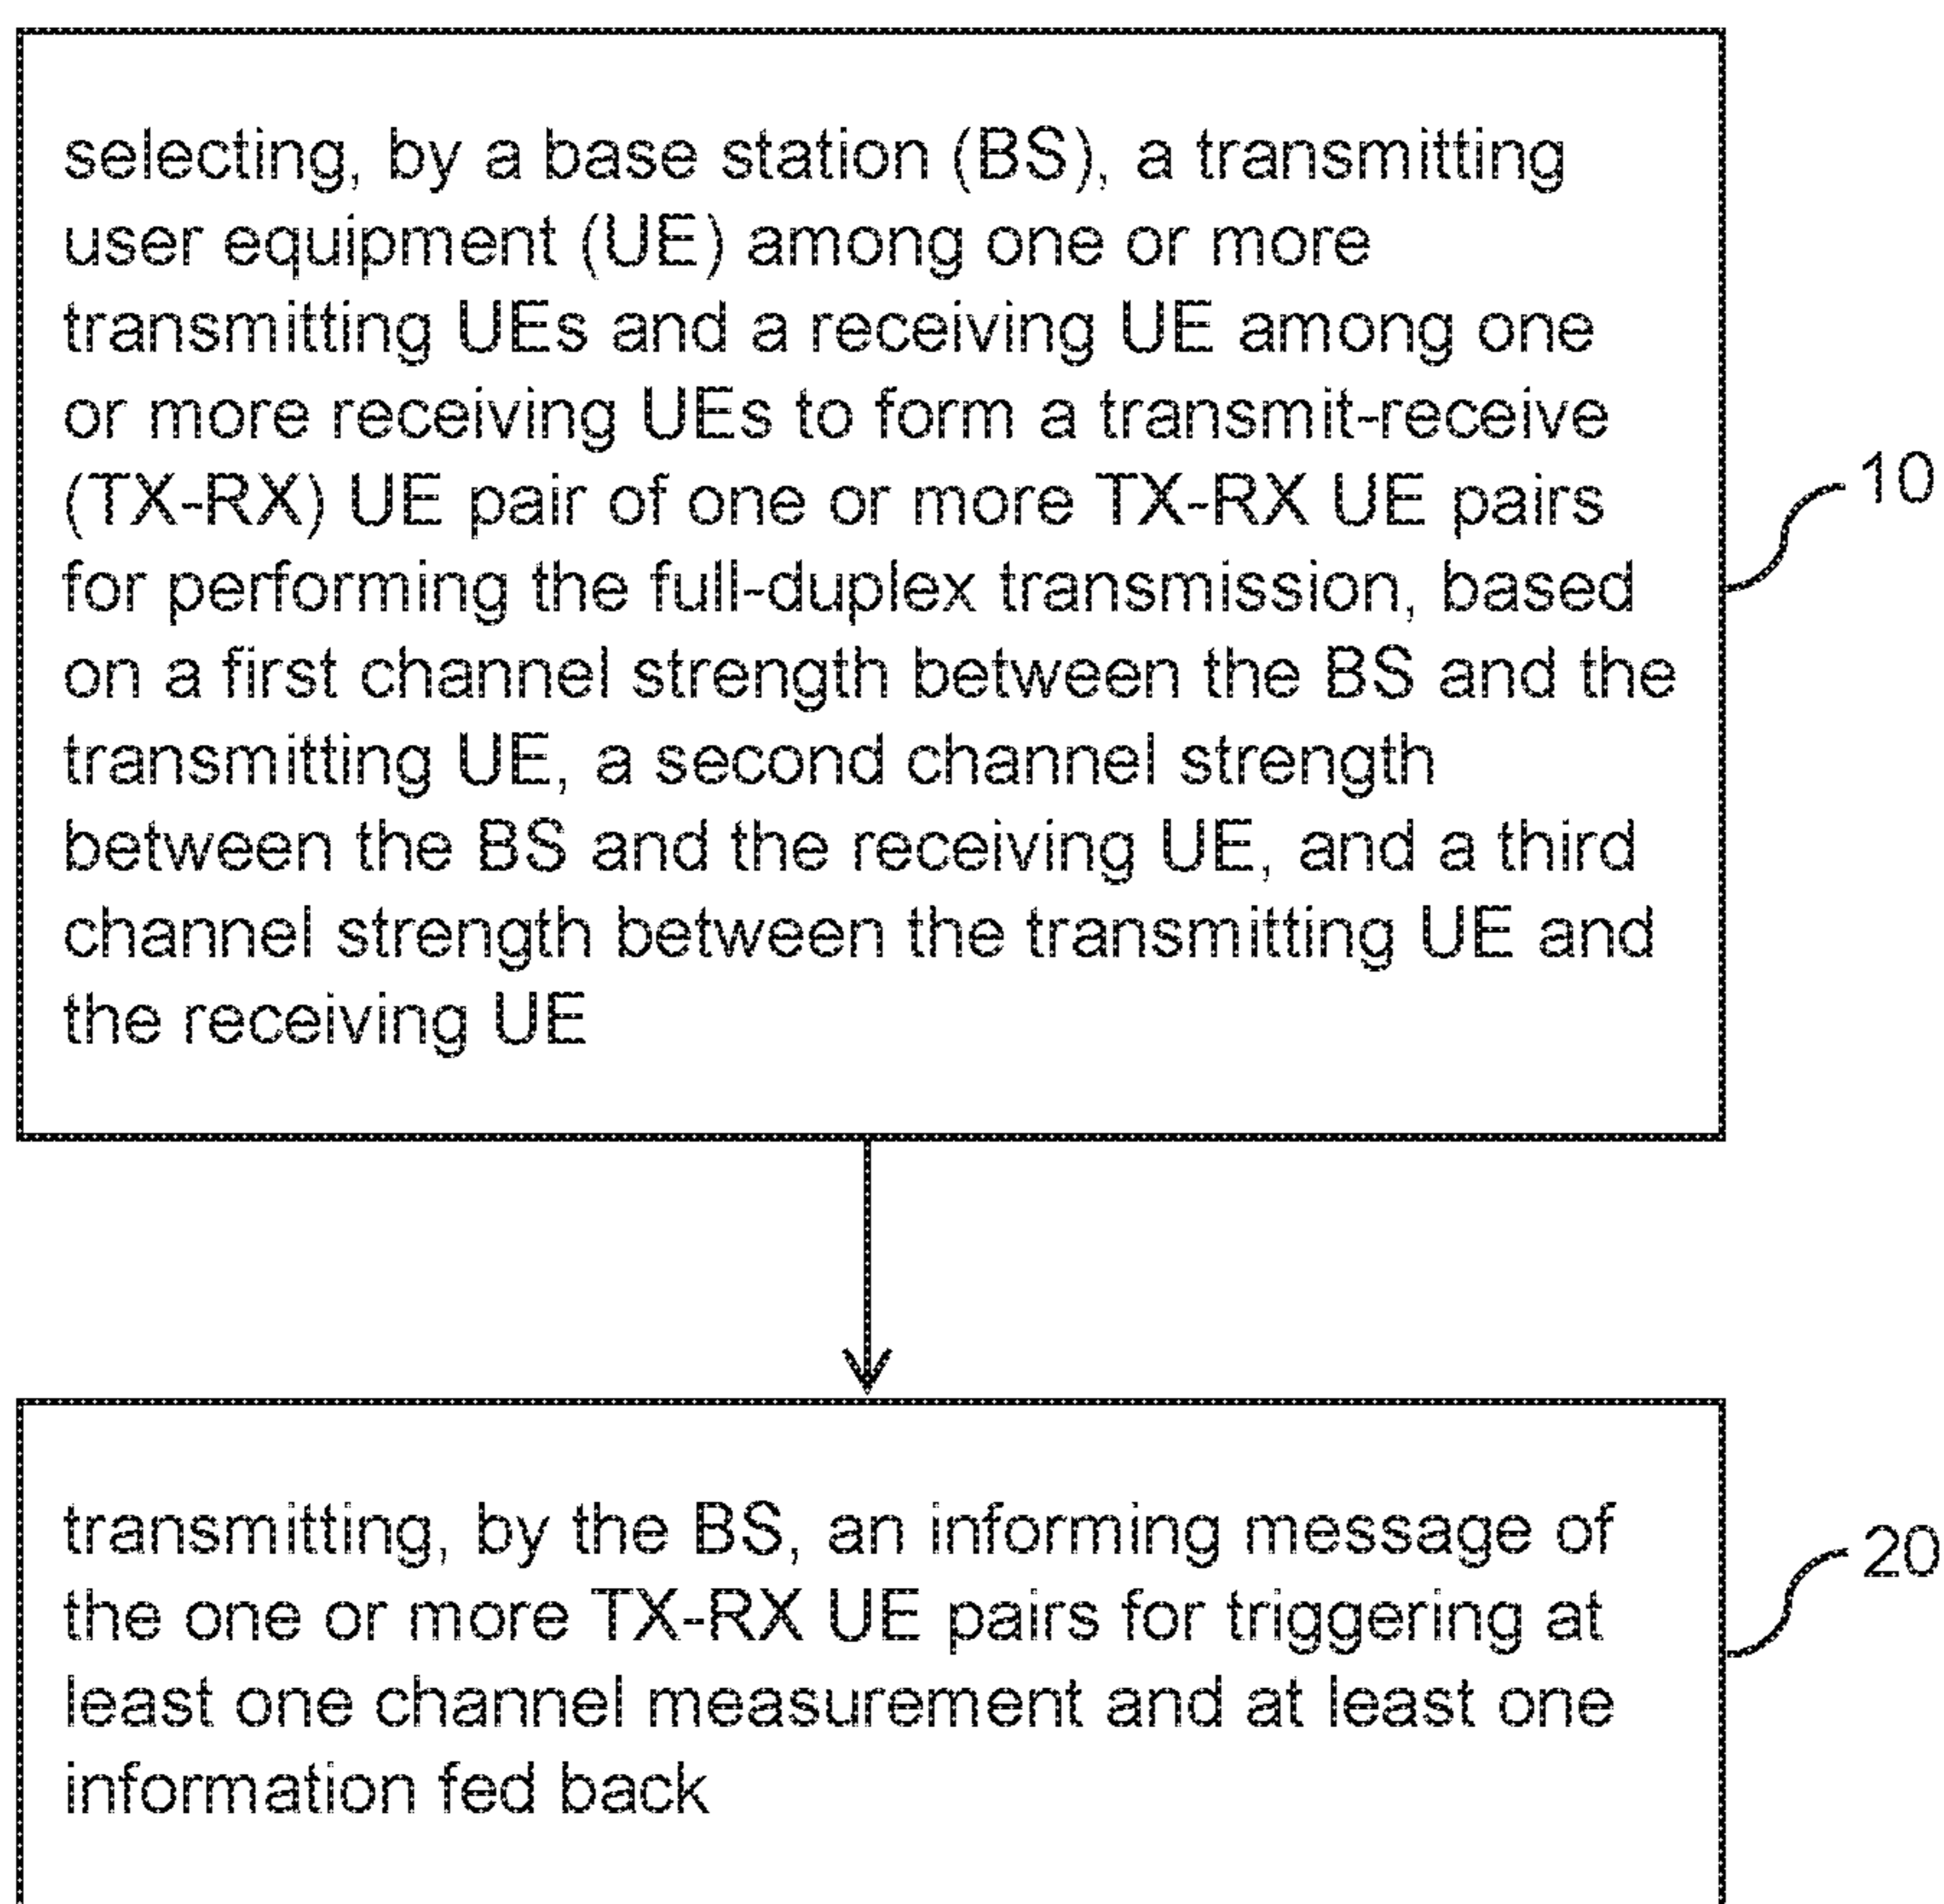 selecting, by a base station (BS), a transmitting
user equipment (UE) among one or more
transmitting UEs and a receiving UE among one
or more receiving UEs to form a transmit-receive
(TX-RX) UE pair of one or more TX-RX UE pairs
for performing the full-duplex transmission, based
on a first channel strength between the BS and the
transmitting UE, a second channel strength
between the BS and the receiving UE, and a third
channel strength between the transmitting UE and
the receiving UE
10
transmitting, by the BS, an informing message of
the one or more TX-RX UE pairs for triggering at
least one channel measurement and at least one
information fed back
20